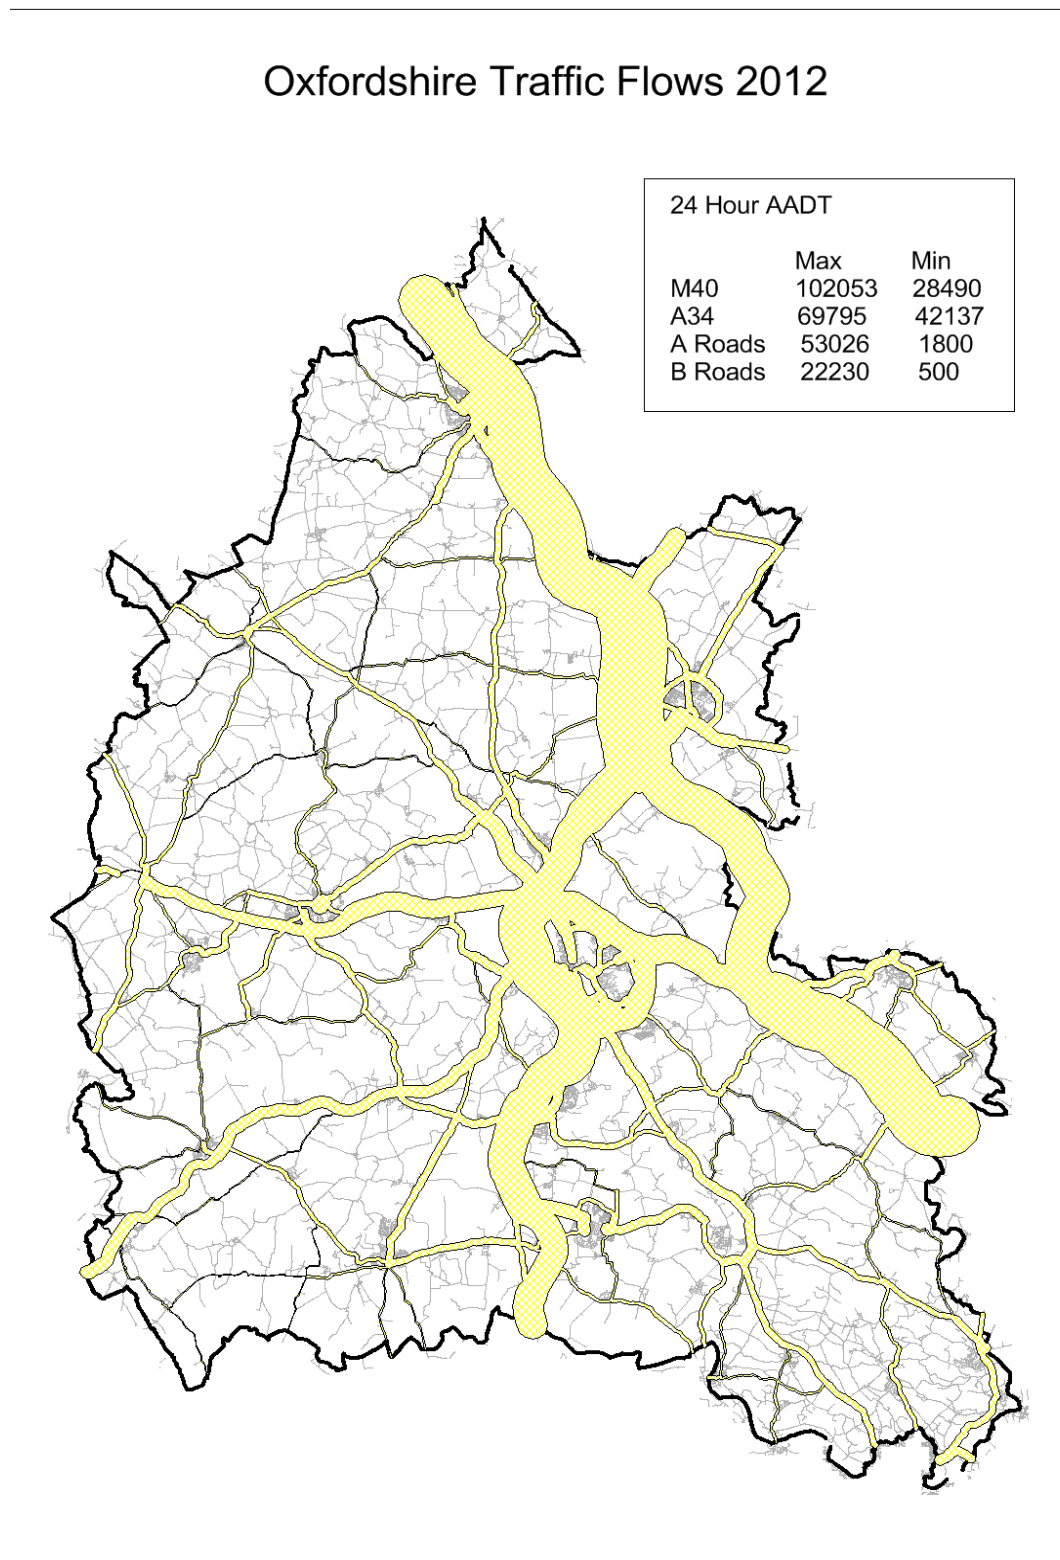 Oxfordshire Traffic Flows 2012
24 Hour AADT
Max Min
M40 102053 28490
A34 69795 42137
A Roads 53026 1800
B Roads 22230 500